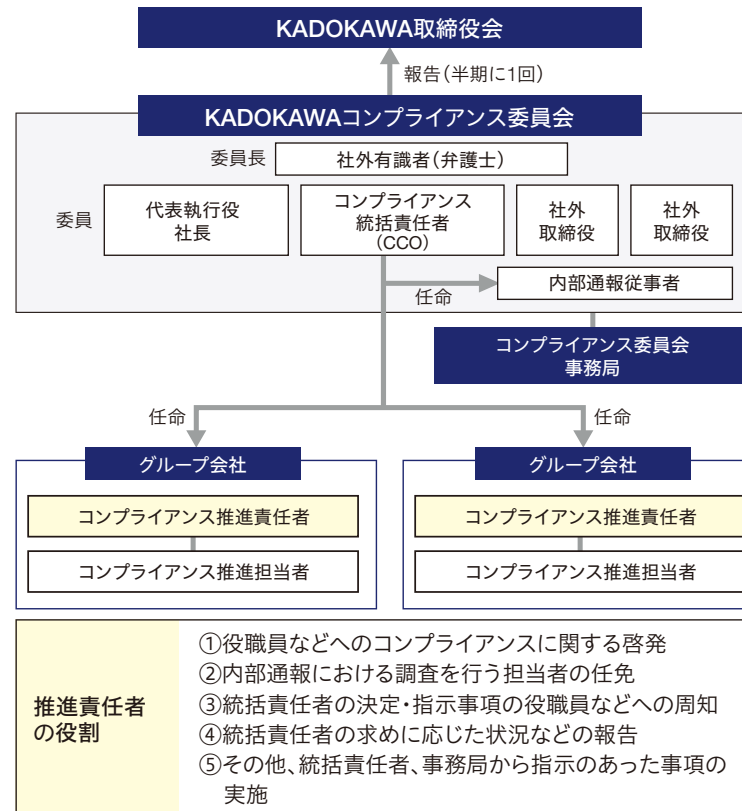 KADOKAWA取締役会
報告(半期に1回)
KADOKAWAコンプライアンス委員会
委員長
社外有識者(弁護士)
委員
代表執行役
社長
コンプライアンス
統括責任者
(CCO)
社外
取締役
社外
取締役
任命
内部通報従事者
コンプライアンス委員会
事務局
任命
任命
グループ会社
コンプライアンス推進責任者
コンプライアンス推進担当者
グループ会社
コンプライアンス推進責任者
コンプライアンス推進担当者
推進責任者
の役割
①役職員などへのコンプライアンスに関する啓発
②内部通報における調査を行う担当者の任免
③統括責任者の決定・指示事項の役職員などへの周知
④統括責任者の求めに応じた状況などの報告
⑤その他、統括責任者、事務局から指示のあった事項の
実施